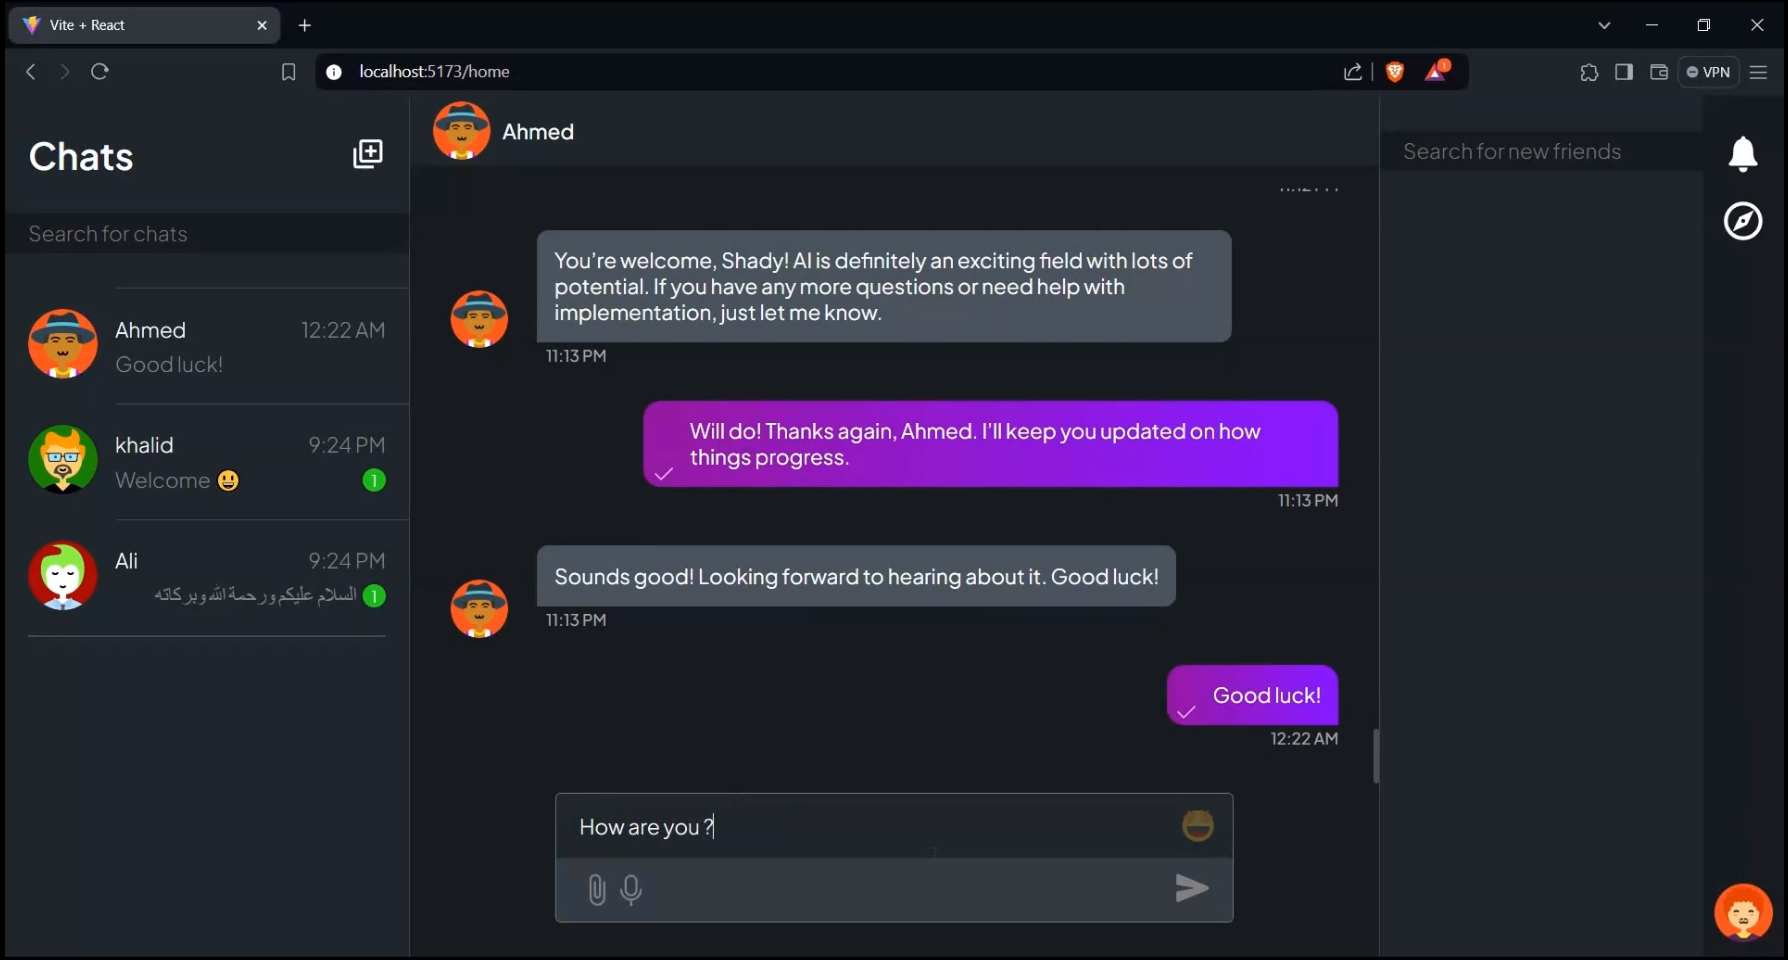 Vite + React
localhost:5173/home
1
VPN
Chats
Search for chats
Ahmed
12:22 AM
Good luck!
khalid
9:24 PM
Welcome 😃
1
Ali
9:24 PM
السلام عليكم ورحمة الله وبركاته
1
Ahmed
You're welcome, Shady! AI is definitely an exciting field with lots of
potential. If you have any more questions or need help with
implementation, just let me know.
11:13 PM
Will do! Thanks again, Ahmed. I'll keep you updated on how
things progress.
11:13 PM
Sounds good! Looking forward to hearing about it. Good luck!
11:13 PM
Good luck!
12:22 AM
How are you ?
Search for new friends